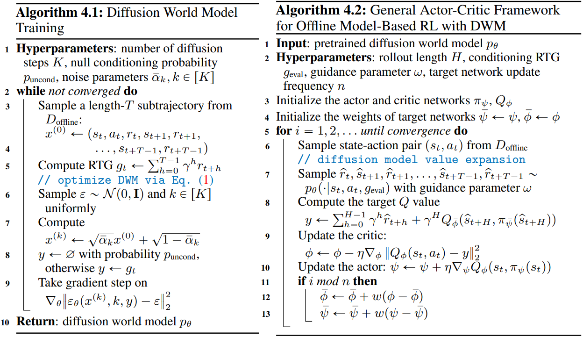 Algorithm 4.1: Diffusion World Model
Training
1 Hyperparameters: number of diffusion
steps K, null conditioning probability
p_uncond, noise parameters ᾱ_k, k ∈ [K]
2 while not converged do
3 Sample a length-T subtrajectory from
D_offline:
x^(0) ← (s_t, a_t, r_t, s_{t+1}, r_{t+1},
4 ..., s_{t+T−1}, r_{t+T−1})
5 Compute RTG g_t ← ∑_{h=0}^{T−1} γ^h r_{t+h}
// optimize DWM via Eq. (1)
6 Sample ε ∼ N(0, I) and k ∈ [K]
uniformly
7 Compute
x^(k) ← √ᾱ_k x^(0) + √(1 − ᾱ_k) ε
8 y ← ∅ with probability p_uncond,
otherwise y ← g_t
9 Take gradient step on
∇_θ ‖ε_θ(x^(k), k, y) − ε‖_2^2
10 Return: diffusion world model p_θ
Algorithm 4.2: General Actor-Critic Framework
for Offline Model-Based RL with DWM
1 Input: pretrained diffusion world model p_θ
2 Hyperparameters: rollout length H, conditioning RTG
g_eval, guidance parameter ω, target network update
frequency n
3 Initialize the actor and critic networks π_ψ, Q_φ
4 Initialize the weights of target networks ψ̄ ← ψ, φ̄ ← φ
5 for i = 1, 2, ... until convergence do
6 Sample state-action pair (s_t, a_t) from D_offline
// diffusion model value expansion
7 Sample r̂_t, ŝ_{t+1}, r̂_{t+1}, ..., ŝ_{t+T−1}, r̂_{t+T−1} ∼
p_θ(·|s_t, a_t, g_eval) with guidance parameter ω
8 Compute the target Q value
y ← ∑_{h=0}^{H−1} γ^h r̂_{t+h} + γ^H Q_φ̄(ŝ_{t+H}, π_ψ̄(ŝ_{t+H}))
9 Update the critic:
φ ← φ − η∇_φ ‖Q_φ(s_t, a_t) − y‖_2^2
10 Update the actor: ψ ← ψ + η∇_ψ Q_φ(s_t, π_ψ(s_t))
11 if i mod n then
12 φ̄ ← φ̄ + w(φ − φ̄)
13 ψ̄ ← ψ̄ + w(ψ − ψ̄)